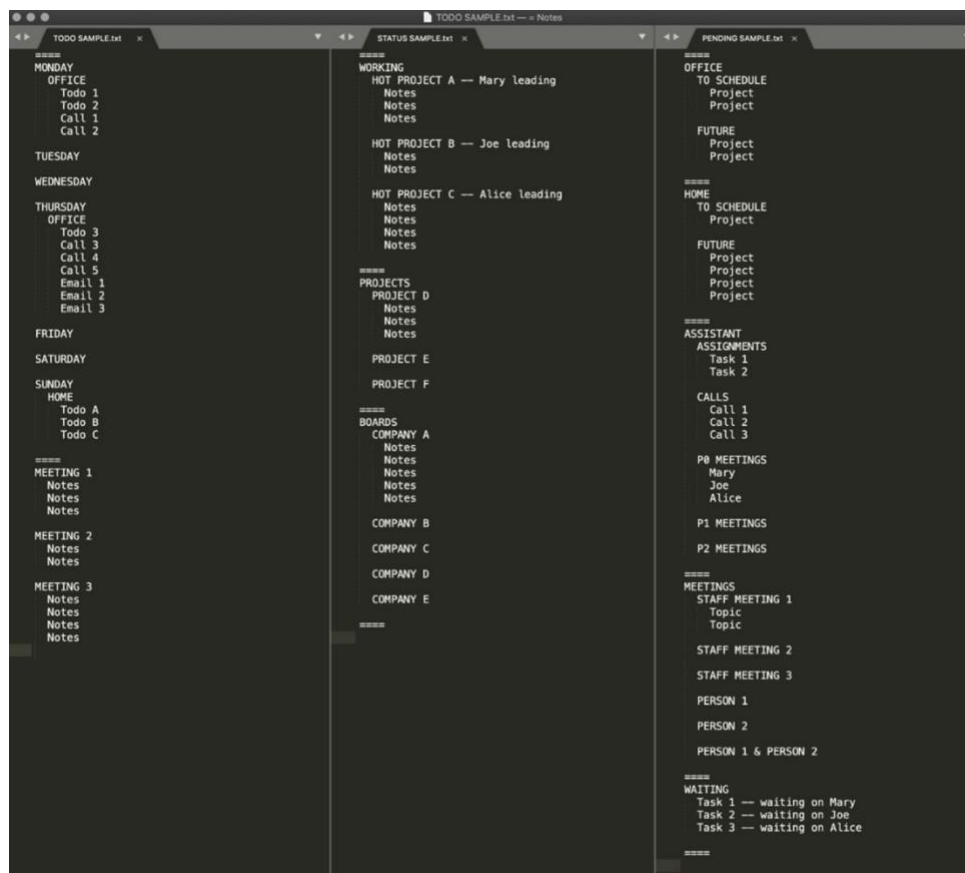 TODO SAMPLE.txt — = Notes
TODO SAMPLE.txt ×
====
MONDAY
OFFICE
Todo 1
Todo 2
Call 1
Call 2
TUESDAY
WEDNESDAY
THURSDAY
OFFICE
Todo 3
Call 3
Call 4
Call 5
Email 1
Email 2
Email 3
FRIDAY
SATURDAY
SUNDAY
HOME
Todo A
Todo B
Todo C
====
MEETING 1
Notes
Notes
Notes
MEETING 2
Notes
Notes
MEETING 3
Notes
Notes
Notes
Notes
STATUS SAMPLE.txt ×
====
WORKING
HOT PROJECT A -- Mary leading
Notes
Notes
Notes
HOT PROJECT B -- Joe leading
Notes
Notes
HOT PROJECT C -- Alice leading
Notes
Notes
Notes
Notes
====
PROJECTS
PROJECT D
Notes
Notes
Notes
PROJECT E
PROJECT F
====
BOARDS
COMPANY A
Notes
Notes
Notes
Notes
Notes
COMPANY B
COMPANY C
COMPANY D
COMPANY E
====
PENDING SAMPLE.txt ×
====
OFFICE
TO SCHEDULE
Project
Project
FUTURE
Project
Project
====
HOME
TO SCHEDULE
Project
FUTURE
Project
Project
Project
Project
====
ASSISTANT
ASSIGNMENTS
Task 1
Task 2
CALLS
Call 1
Call 2
Call 3
P0 MEETINGS
Mary
Joe
Alice
P1 MEETINGS
P2 MEETINGS
====
MEETINGS
STAFF MEETING 1
Topic
Topic
STAFF MEETING 2
STAFF MEETING 3
PERSON 1
PERSON 2
PERSON 1 & PERSON 2
====
WAITING
Task 1 -- waiting on Mary
Task 2 -- waiting on Joe
Task 3 -- waiting on Alice
====